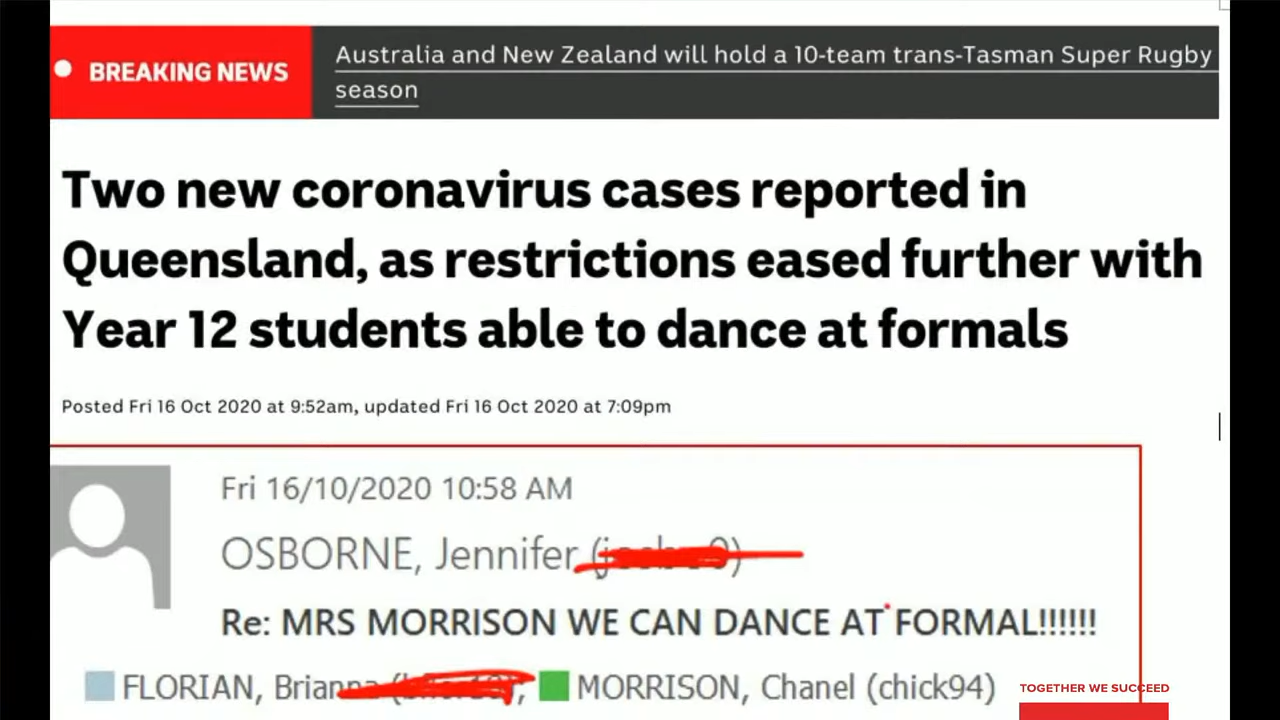 BREAKING NEWS
Australia and New Zealand will hold a 10-team trans-Tasman Super Rugby
season
Two new coronavirus cases reported in
Queensland, as restrictions eased further with
Year 12 students able to dance at formals
Posted Fri 16 Oct 2020 at 9:52am, updated Fri 16 Oct 2020 at 7:09pm
Fri 16/10/2020 10:58 AM
OSBORNE, Jennifer
Re: MRS MORRISON WE CAN DANCE AT FORMAL!!!!!!
FLORIAN, Brianna MORRISON, Chanel (chick94)
TOGETHER WE SUCCEED